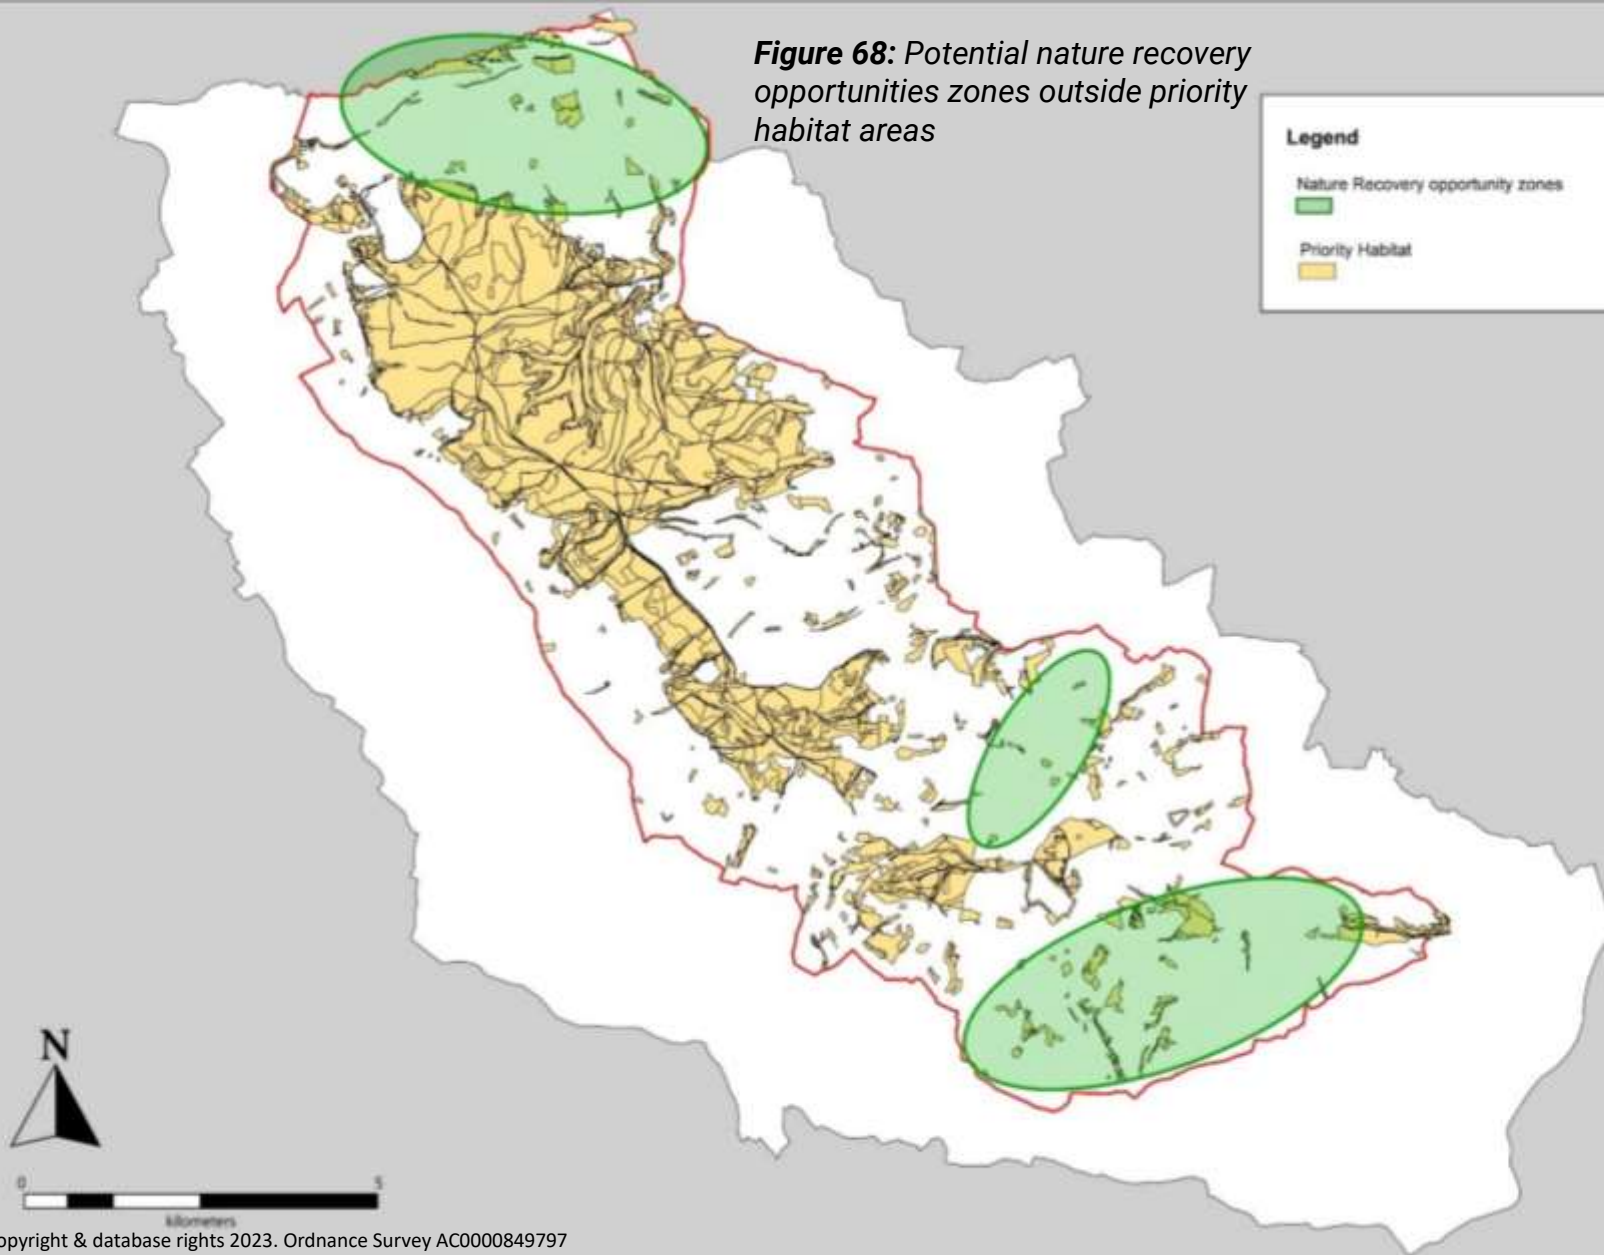 Figure 68: Potential nature recovery
opportunities zones outside priority
habitat areas
Legend
Nature Recovery opportunity zones
Priority Habitat
N
0 5
kilometers
opyright & database rights 2023. Ordnance Survey AC0000849797